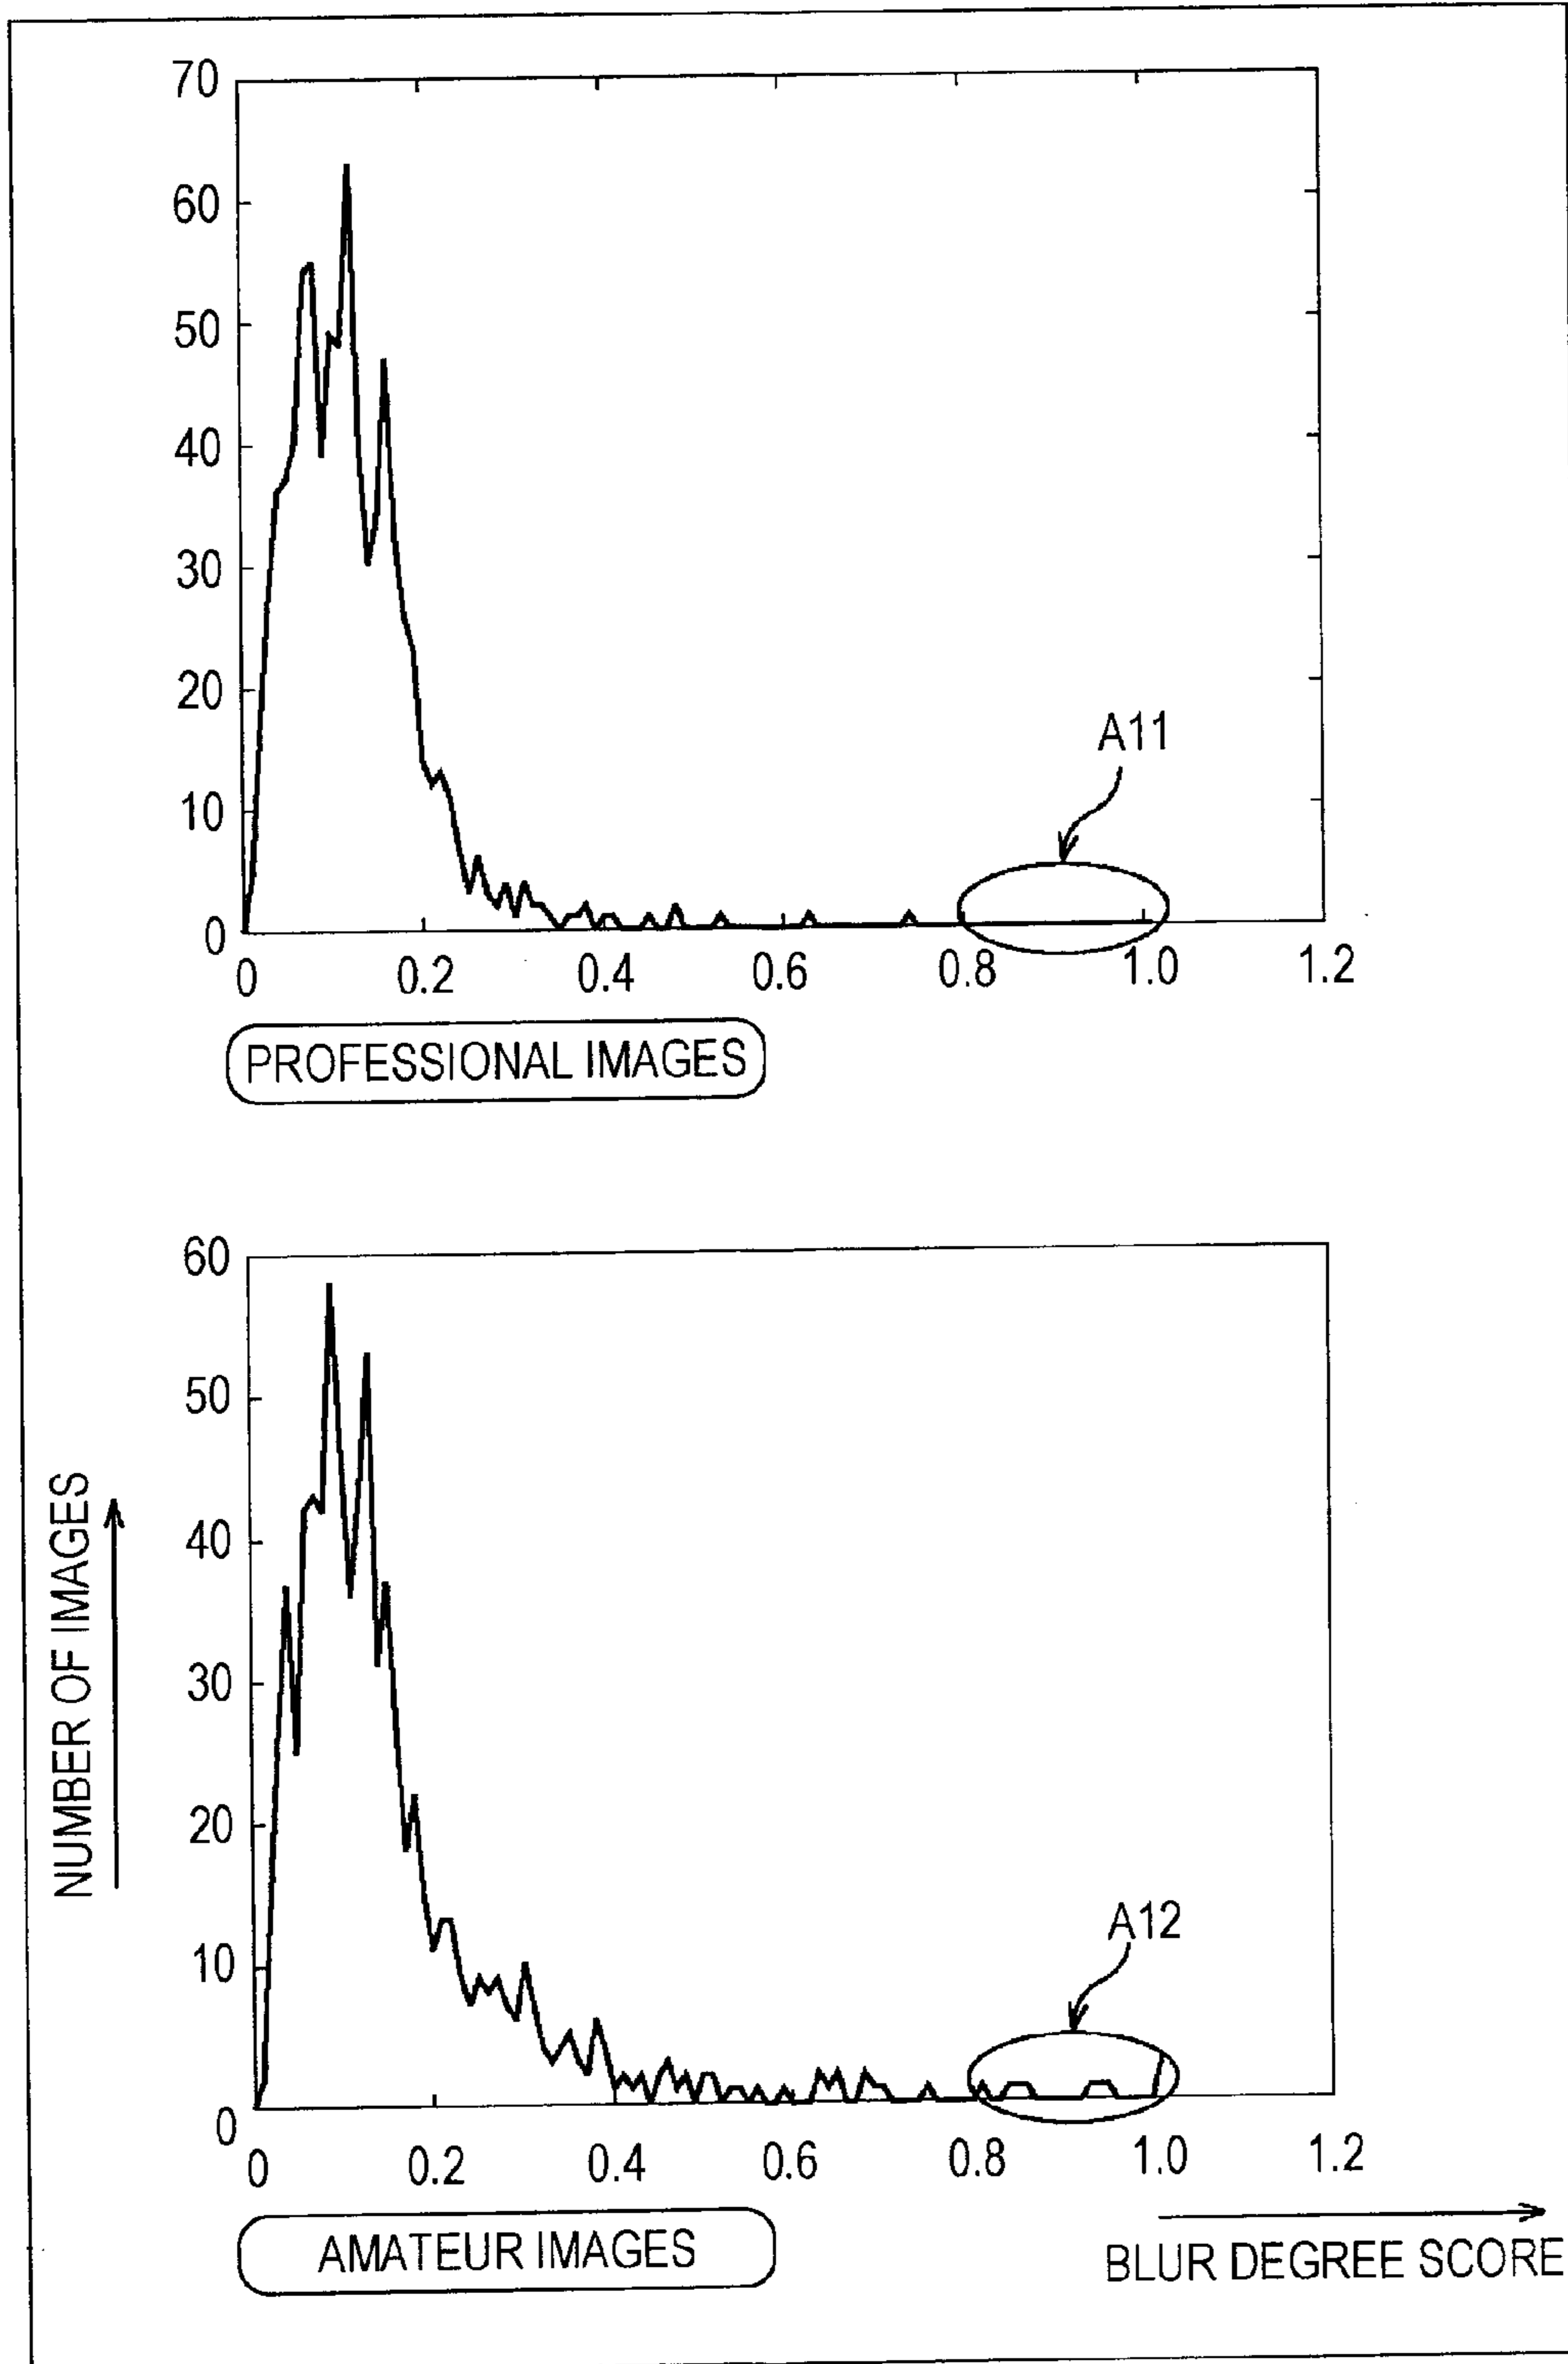 70
60
50
40
30
20
10
0
A11
0 0.2 0.4 0.6 0.8 1.0 1.2
PROFESSIONAL IMAGES
60
50
40
30
20
10
0
NUMBER OF IMAGES
A12
0 0.2 0.4 0.6 0.8 1.0 1.2
AMATEUR IMAGES
BLUR DEGREE SCORE